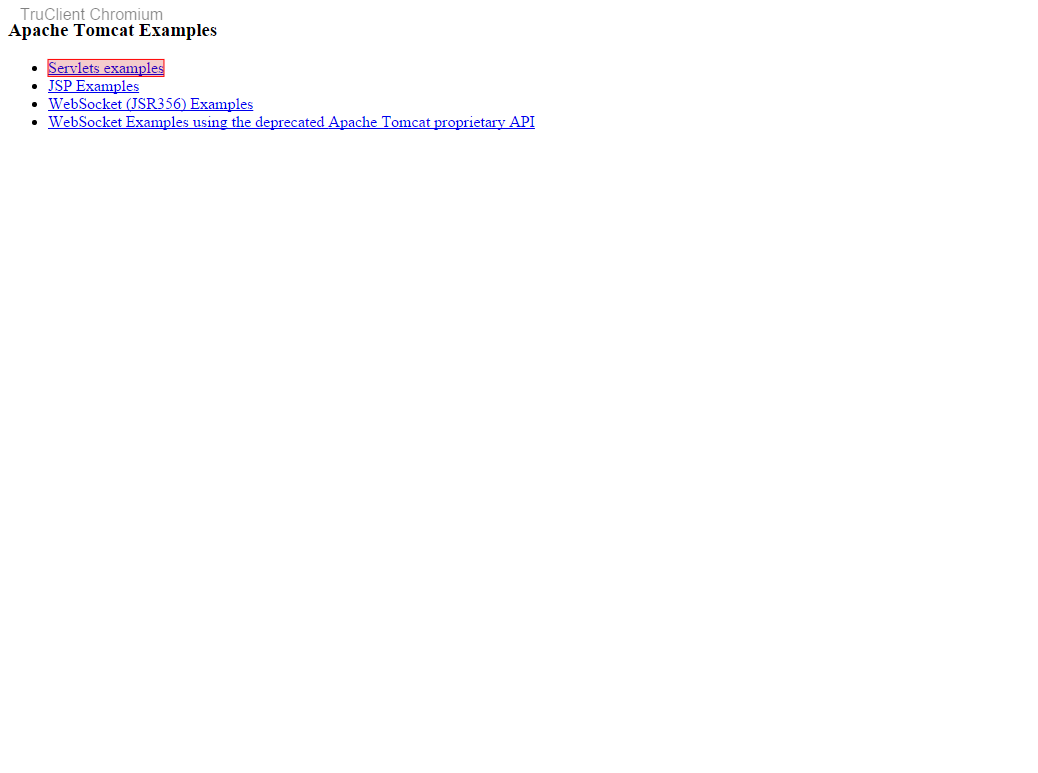 TruClient Chromium
Apache Tomcat Examples
Servlets examples
JSP Examples
WebSocket (JSR356) Examples
WebSocket Examples using the deprecated Apache Tomcat proprietary API